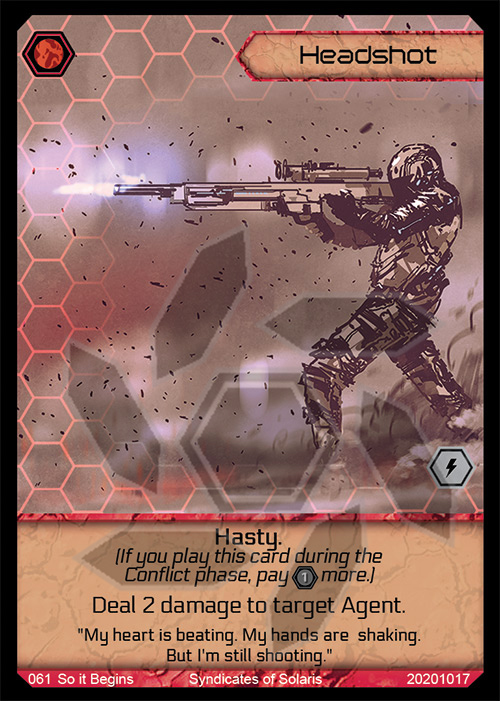 Headshot
Hasty.
(If you play this card during the
Conflict phase, pay 1 more.)
Deal 2 damage to target Agent.
"My heart is beating. My hands are shaking.
But I'm still shooting."
061 So it Begins Syndicates of Solaris 20201017